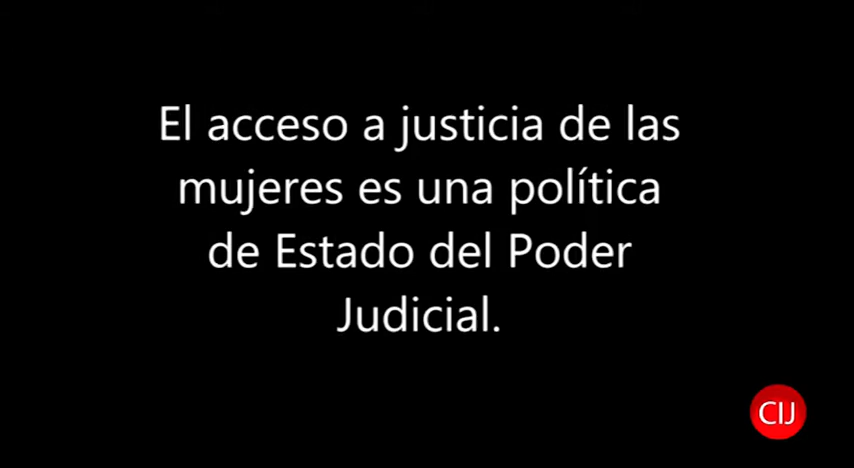 El acceso a justicia de las
mujeres es una política
de Estado del Poder
Judicial.
CIJ